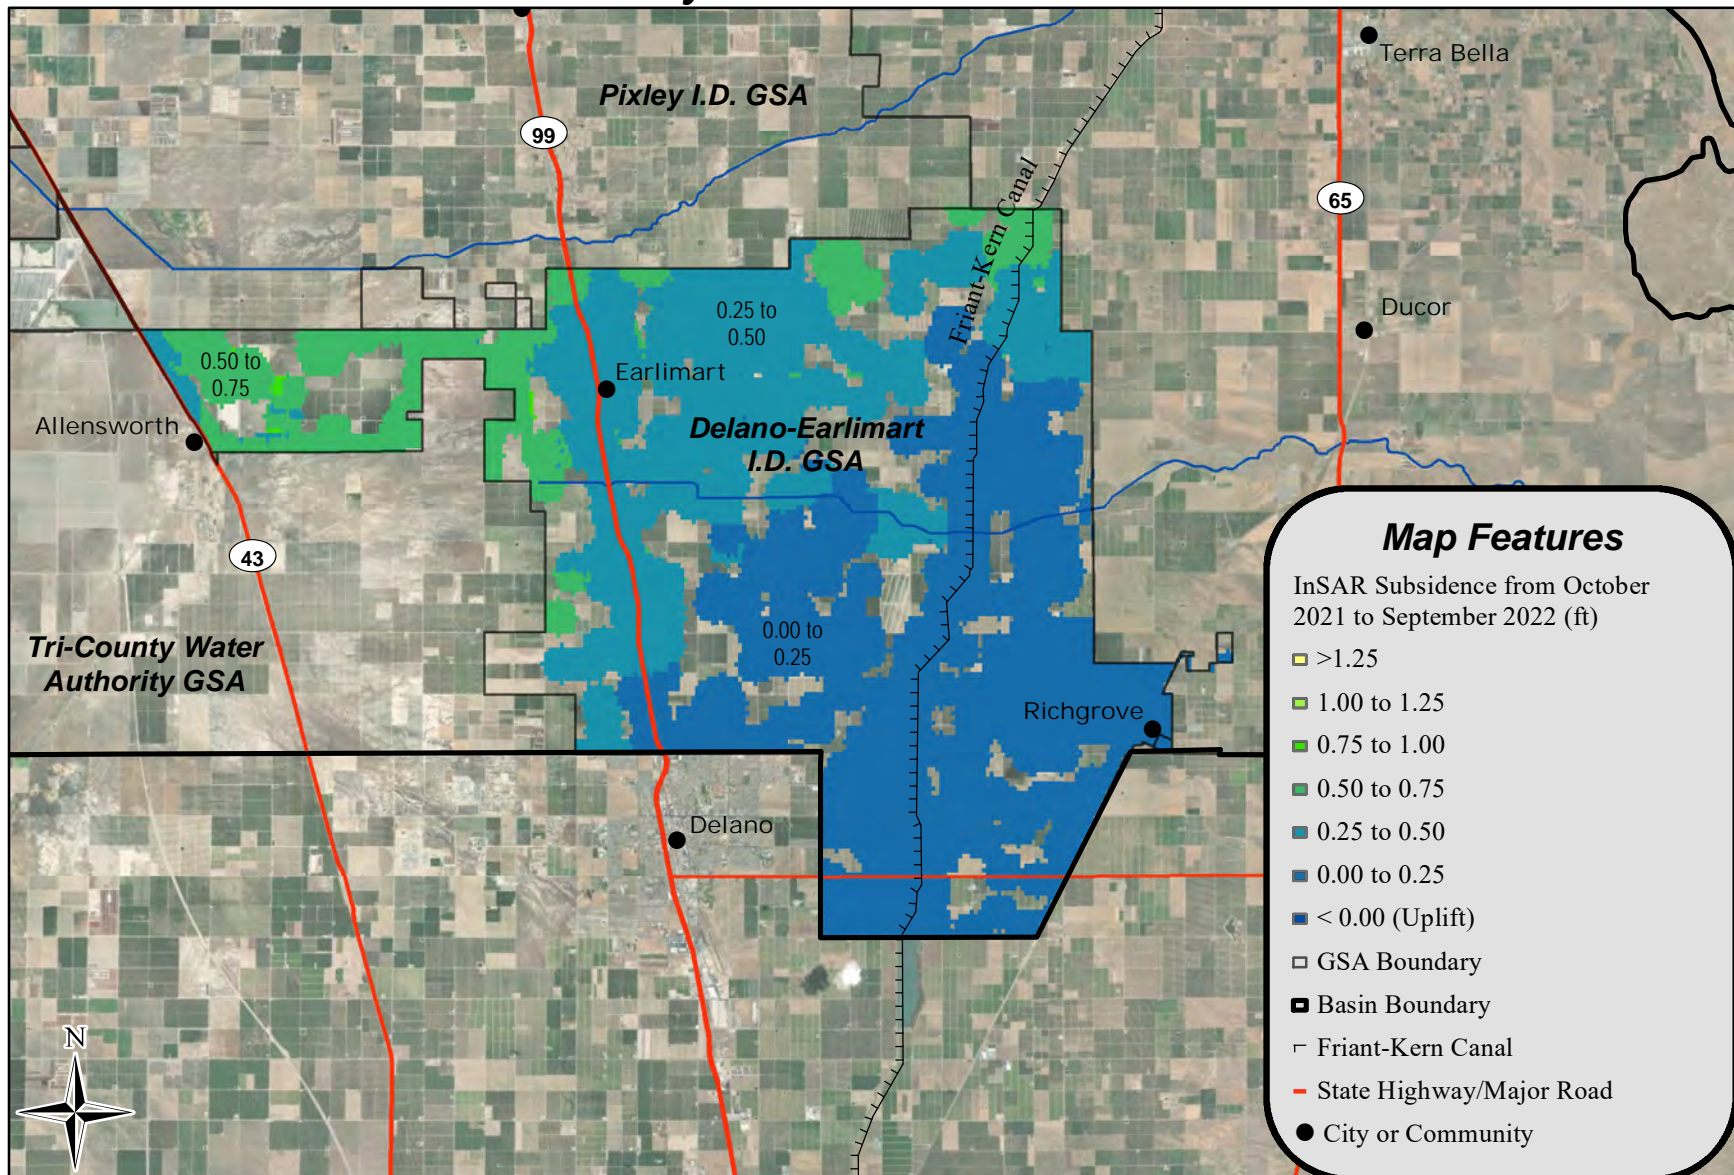 Terra Bella
Pixley I.D. GSA
99
65
Friant-Kern Canal
Ducor
0.25 to
0.50
0.50 to
0.75
Earlimart
Allensworth
Delano-Earlimart
I.D. GSA
43
0.00 to
0.25
Tri-County Water
Authority GSA
Richgrove
Delano
N
Map Features
InSAR Subsidence from October
2021 to September 2022 (ft)
>1.25
1.00 to 1.25
0.75 to 1.00
0.50 to 0.75
0.25 to 0.50
0.00 to 0.25
< 0.00 (Uplift)
GSA Boundary
Basin Boundary
Friant-Kern Canal
State Highway/Major Road
City or Community